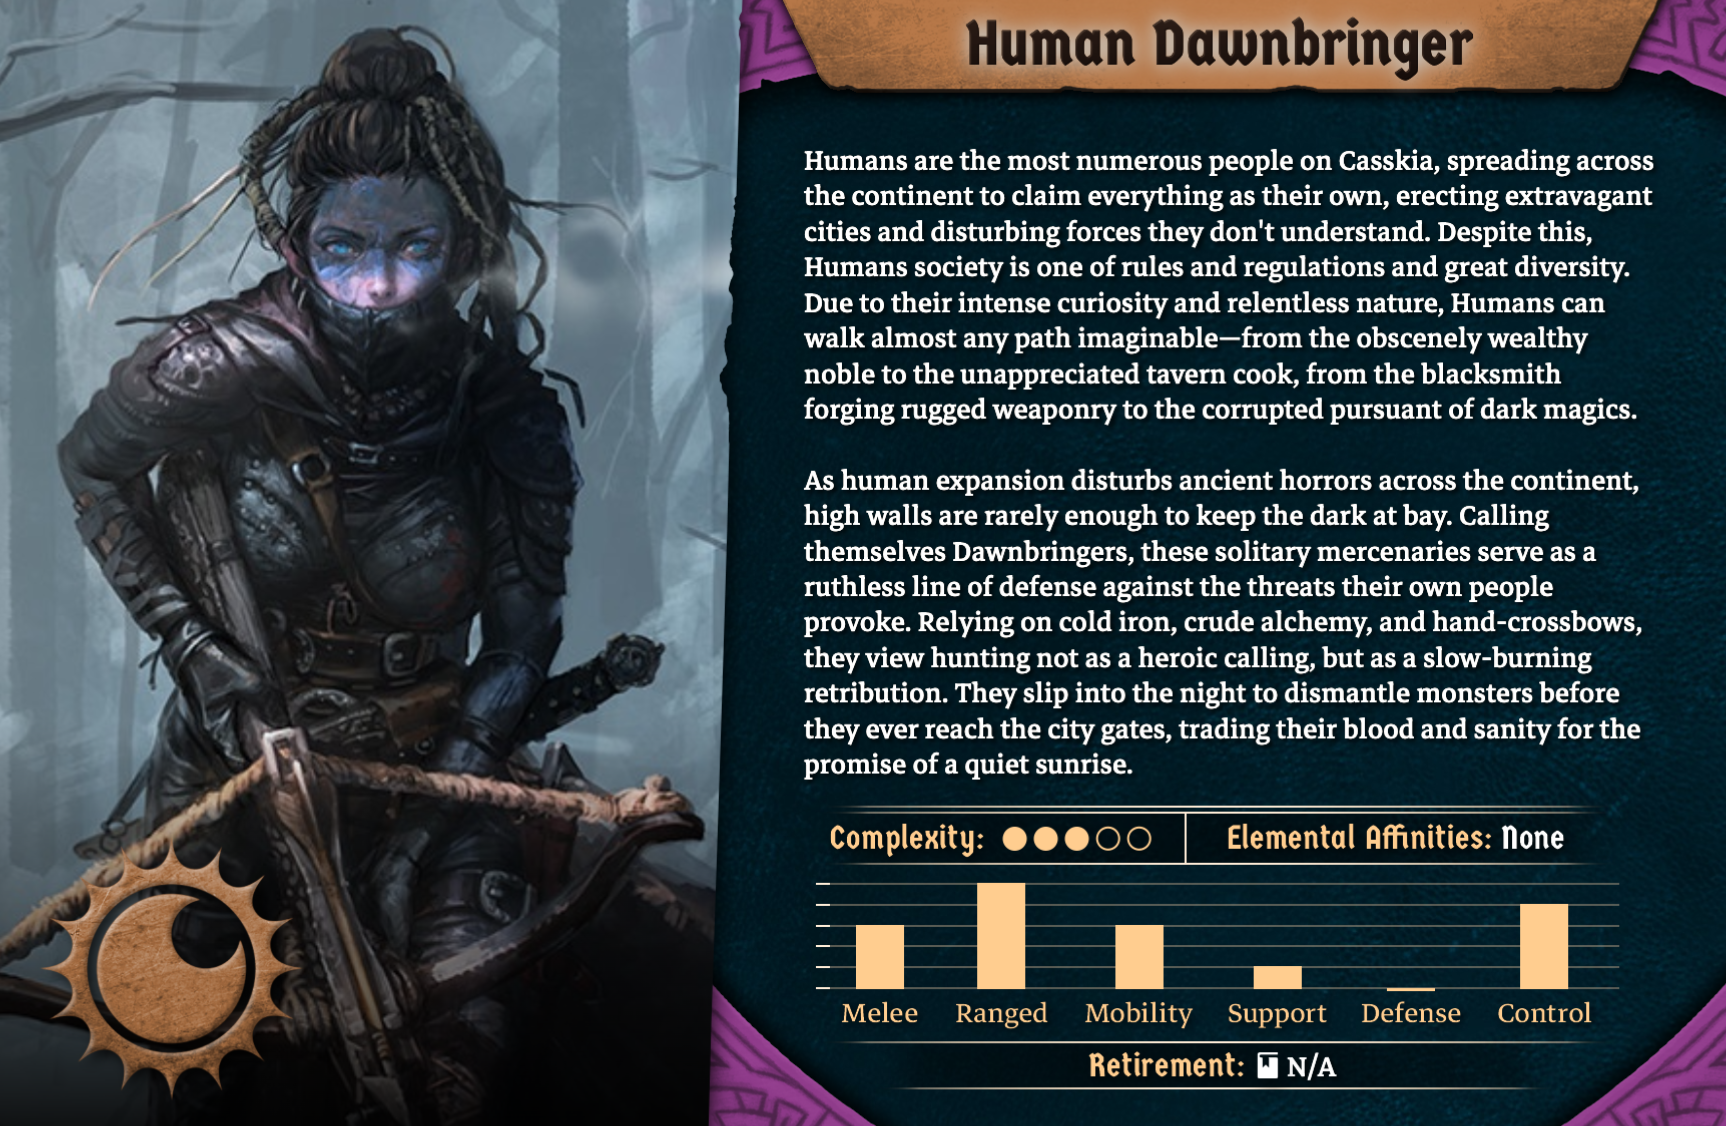 Human Dawnbringer
Humans are the most numerous people on Casskia, spreading across
the continent to claim everything as their own, erecting extravagant
cities and disturbing forces they don't understand. Despite this,
Humans society is one of rules and regulations and great diversity.
Due to their intense curiosity and relentless nature, Humans can
walk almost any path imaginable—from the obscenely wealthy
noble to the unappreciated tavern cook, from the blacksmith
forging rugged weaponry to the corrupted pursuant of dark magics.
As human expansion disturbs ancient horrors across the continent,
high walls are rarely enough to keep the dark at bay. Calling
themselves Dawnbringers, these solitary mercenaries serve as a
ruthless line of defense against the threats their own people
provoke. Relying on cold iron, crude alchemy, and hand-crossbows,
they view hunting not as a heroic calling, but as a slow-burning
retribution. They slip into the night to dismantle monsters before
they ever reach the city gates, trading their blood and sanity for the
promise of a quiet sunrise.
Complexity:
Elemental Affinities: None
Melee Ranged Mobility Support Defense Control
Retirement: N/A